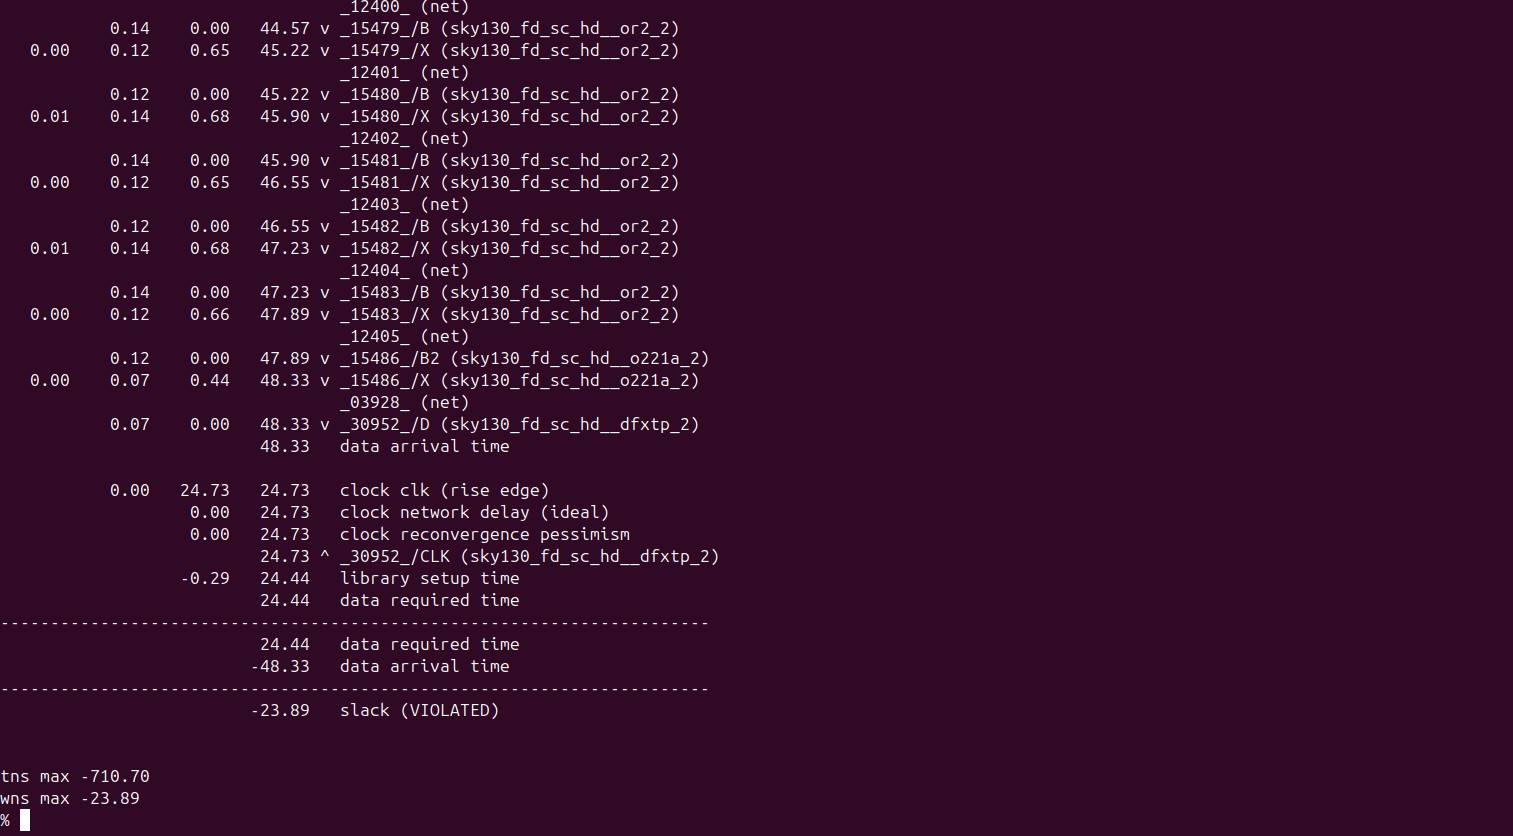 _12400_ (net)
0.14 0.00 44.57 v _15479_/B (sky130_fd_sc_hd__or2_2)
0.00 0.12 0.65 45.22 v _15479_/X (sky130_fd_sc_hd__or2_2)
_12401_ (net)
0.12 0.00 45.22 v _15480_/B (sky130_fd_sc_hd__or2_2)
0.01 0.14 0.68 45.90 v _15480_/X (sky130_fd_sc_hd__or2_2)
_12402_ (net)
0.14 0.00 45.90 v _15481_/B (sky130_fd_sc_hd__or2_2)
0.00 0.12 0.65 46.55 v _15481_/X (sky130_fd_sc_hd__or2_2)
_12403_ (net)
0.12 0.00 46.55 v _15482_/B (sky130_fd_sc_hd__or2_2)
0.01 0.14 0.68 47.23 v _15482_/X (sky130_fd_sc_hd__or2_2)
_12404_ (net)
0.14 0.00 47.23 v _15483_/B (sky130_fd_sc_hd__or2_2)
0.00 0.12 0.66 47.89 v _15483_/X (sky130_fd_sc_hd__or2_2)
_12405_ (net)
0.12 0.00 47.89 v _15486_/B2 (sky130_fd_sc_hd__o221a_2)
0.00 0.07 0.44 48.33 v _15486_/X (sky130_fd_sc_hd__o221a_2)
_03928_ (net)
0.07 0.00 48.33 v _30952_/D (sky130_fd_sc_hd__dfxtp_2)
48.33 data arrival time
0.00 24.73 24.73 clock clk (rise edge)
0.00 24.73 clock network delay (ideal)
0.00 24.73 clock reconvergence pessimism
24.73 ^ _30952_/CLK (sky130_fd_sc_hd__dfxtp_2)
-0.29 24.44 library setup time
24.44 data required time
-----------------------------------------------------------------------
24.44 data required time
-48.33 data arrival time
-----------------------------------------------------------------------
-23.89 slack (VIOLATED)
tns max -710.70
wns max -23.89
%